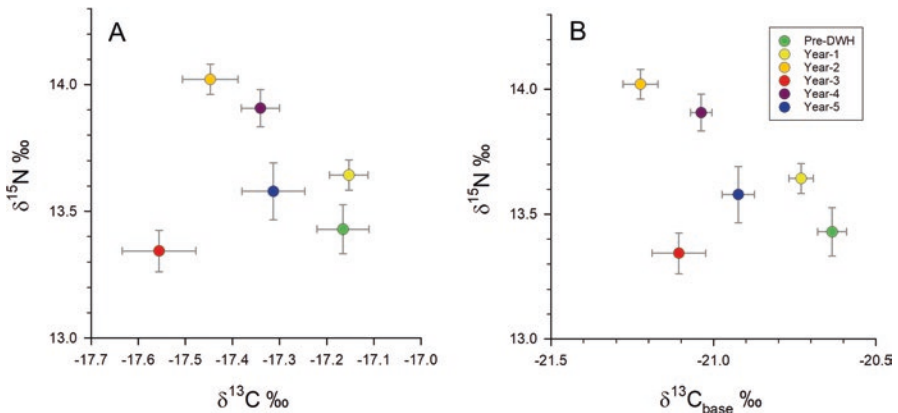 A
δ¹⁵N ‰
14.0
13.5
13.0
-17.7 -17.6 -17.5 -17.4 -17.3 -17.2 -17.1 -17.0
δ¹³C ‰
B
Pre-DWH
Year-1
Year-2
Year-3
Year-4
Year-5
δ¹⁵N ‰
14.0
13.5
13.0
-21.5 -21.0 -20.5
δ¹³C_base ‰